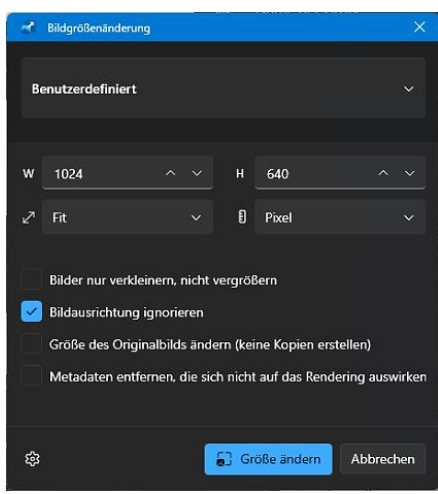 Bildgrößenänderung
Benutzerdefiniert
W 1024 H 640
Fit Pixel
Bilder nur verkleinern, nicht vergrößern
Bildausrichtung ignorieren
Größe des Originalbilds ändern (keine Kopien erstellen)
Metadaten entfernen, die sich nicht auf das Rendering auswirken
Größe ändern Abbrechen